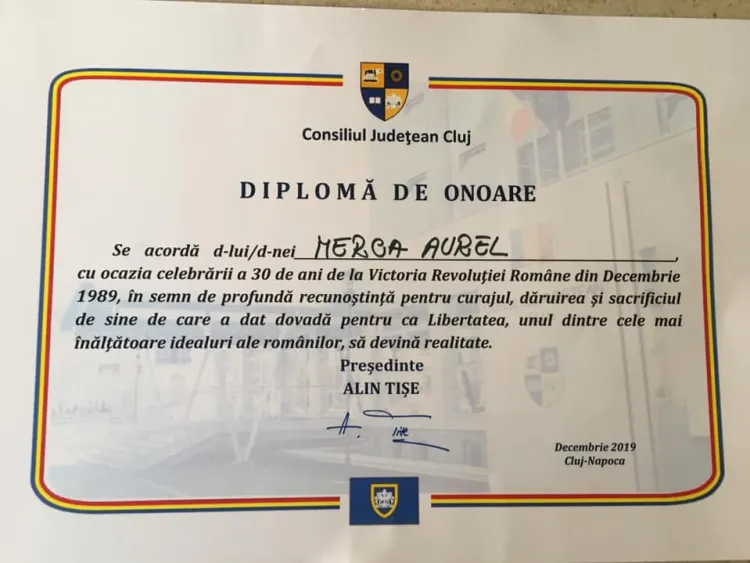 Consiliul Județean Cluj
DIPLOMĂ DE ONOARE
Se acordă d-lui/d-nei MERCA AUREL,
cu ocazia celebrării a 30 de ani de la Victoria Revoluției Române din Decembrie
1989, în semn de profundă recunoștință pentru curajul, dăruirea și sacrificiul
de sine de care a dat dovadă pentru ca Libertatea, unul dintre cele mai
înălțătoare idealuri ale românilor, să devină realitate.
Președinte
ALIN TIȘE
Decembrie 2019
Cluj-Napoca